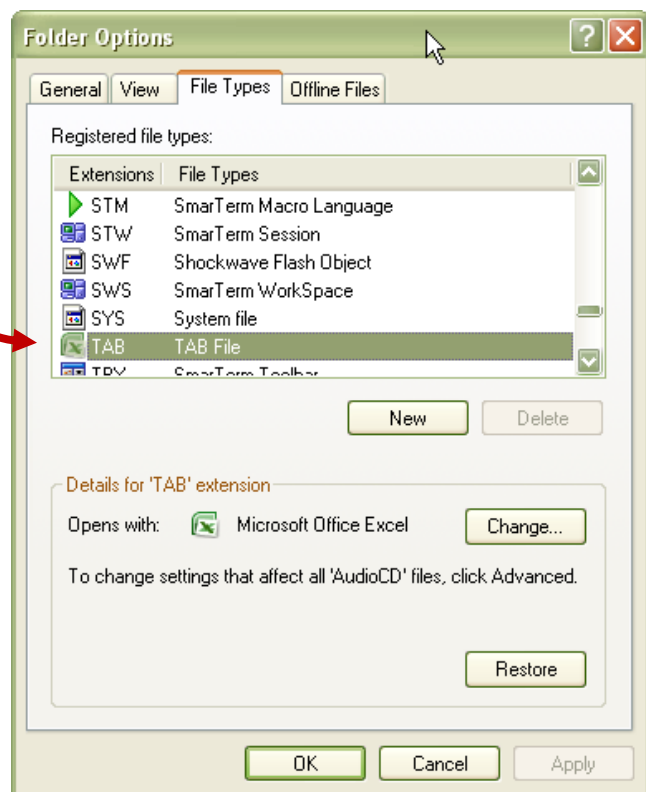 Folder Options
General View File Types Offline Files
Registered file types:
Extensions File Types
STM SmarTerm Macro Language
STW SmarTerm Session
SWF Shockwave Flash Object
SWS SmarTerm WorkSpace
SYS System file
TAB TAB File
SmarTerm Toolbar
New Delete
Details for 'TAB' extension
Opens with: Microsoft Office Excel Change...
To change settings that affect all 'AudioCD' files, click Advanced.
Restore
OK Cancel Apply